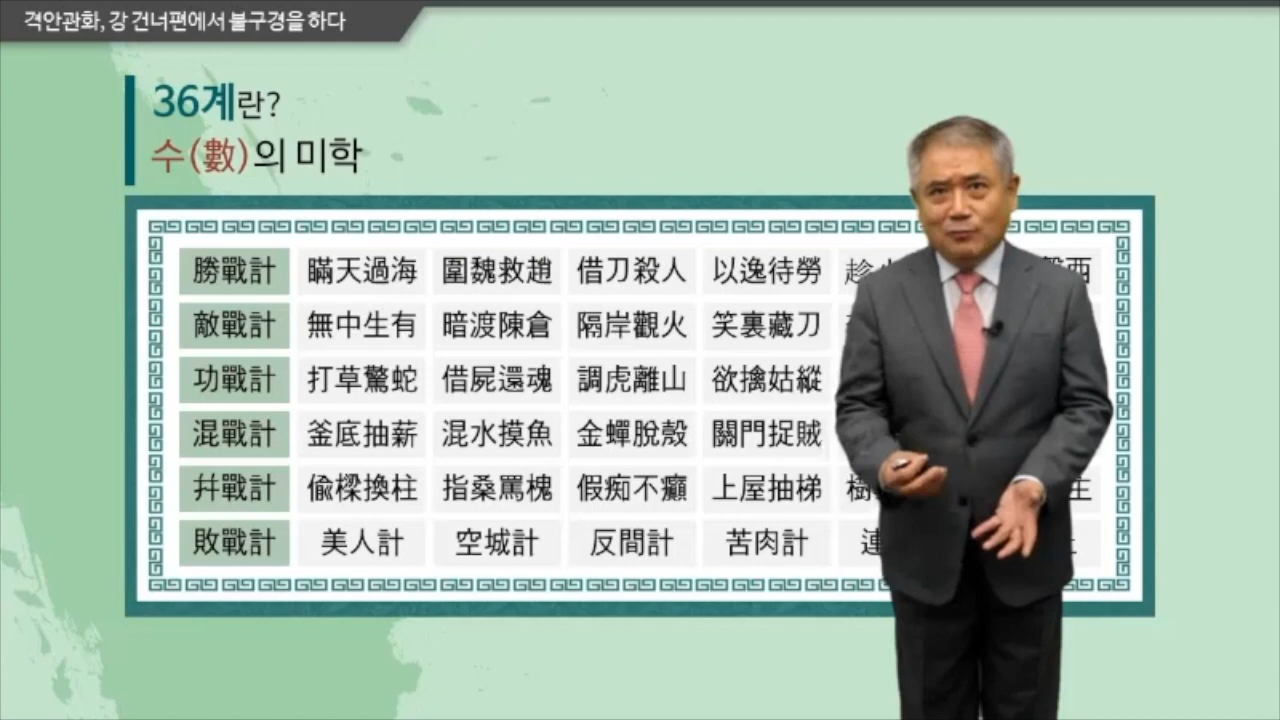 격안관화, 강 건너편에서 불구경을 하다
36계란?
수(數)의 미학
勝戰計 瞞天過海 圍魏救趙 借刀殺人 以逸待勞 趁 西
敵戰計 無中生有 暗渡陳倉 隔岸觀火 笑裏藏刀
功戰計 打草驚蛇 借屍還魂 調虎離山 欲擒姑縱
混戰計 釜底抽薪 混水摸魚 金蟬脫殼 關門捉賊
幷戰計 偸樑換柱 指桑罵槐 假痴不癲 上屋抽梯 樹 主
敗戰計 美人計 空城計 反間計 苦肉計 連